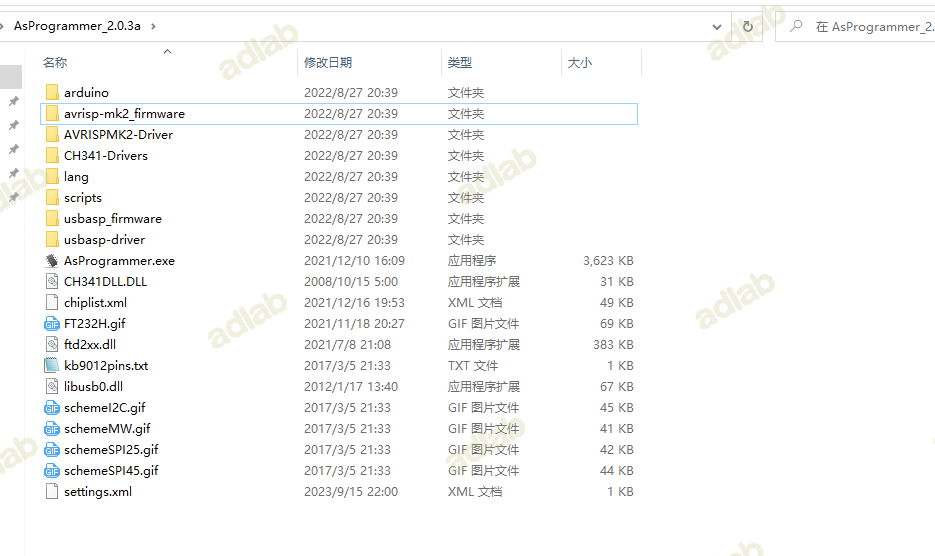 AsProgrammer_2.0.3a
在 AsProgrammer_2.
名称 修改日期 类型 大小
arduino 2022/8/27 20:39 文件夹
avrisp-mk2_firmware 2022/8/27 20:39 文件夹
AVRISPMK2-Driver 2022/8/27 20:39 文件夹
CH341-Drivers 2022/8/27 20:39 文件夹
lang 2022/8/27 20:39 文件夹
scripts 2022/8/27 20:39 文件夹
usbasp_firmware 2022/8/27 20:39 文件夹
usbasp-driver 2022/8/27 20:39 文件夹
AsProgrammer.exe 2021/12/10 16:09 应用程序 3,623 KB
CH341DLL.DLL 2008/10/15 5:00 应用程序扩展 31 KB
chiplist.xml 2021/12/16 19:53 XML 文档 49 KB
FT232H.gif 2021/11/18 20:27 GIF 图片文件 69 KB
ftd2xx.dll 2021/7/8 21:08 应用程序扩展 383 KB
kb9012pins.txt 2017/3/5 21:33 TXT 文件 1 KB
libusb0.dll 2012/1/17 13:40 应用程序扩展 67 KB
schemeI2C.gif 2017/3/5 21:33 GIF 图片文件 45 KB
schemeMW.gif 2017/3/5 21:33 GIF 图片文件 41 KB
schemeSPI25.gif 2017/3/5 21:33 GIF 图片文件 42 KB
schemeSPI45.gif 2017/3/5 21:33 GIF 图片文件 44 KB
settings.xml 2023/9/15 22:00 XML 文档 1 KB
adlab
adlab
adlab
adlab
adlab
adlab
adlab
adlab